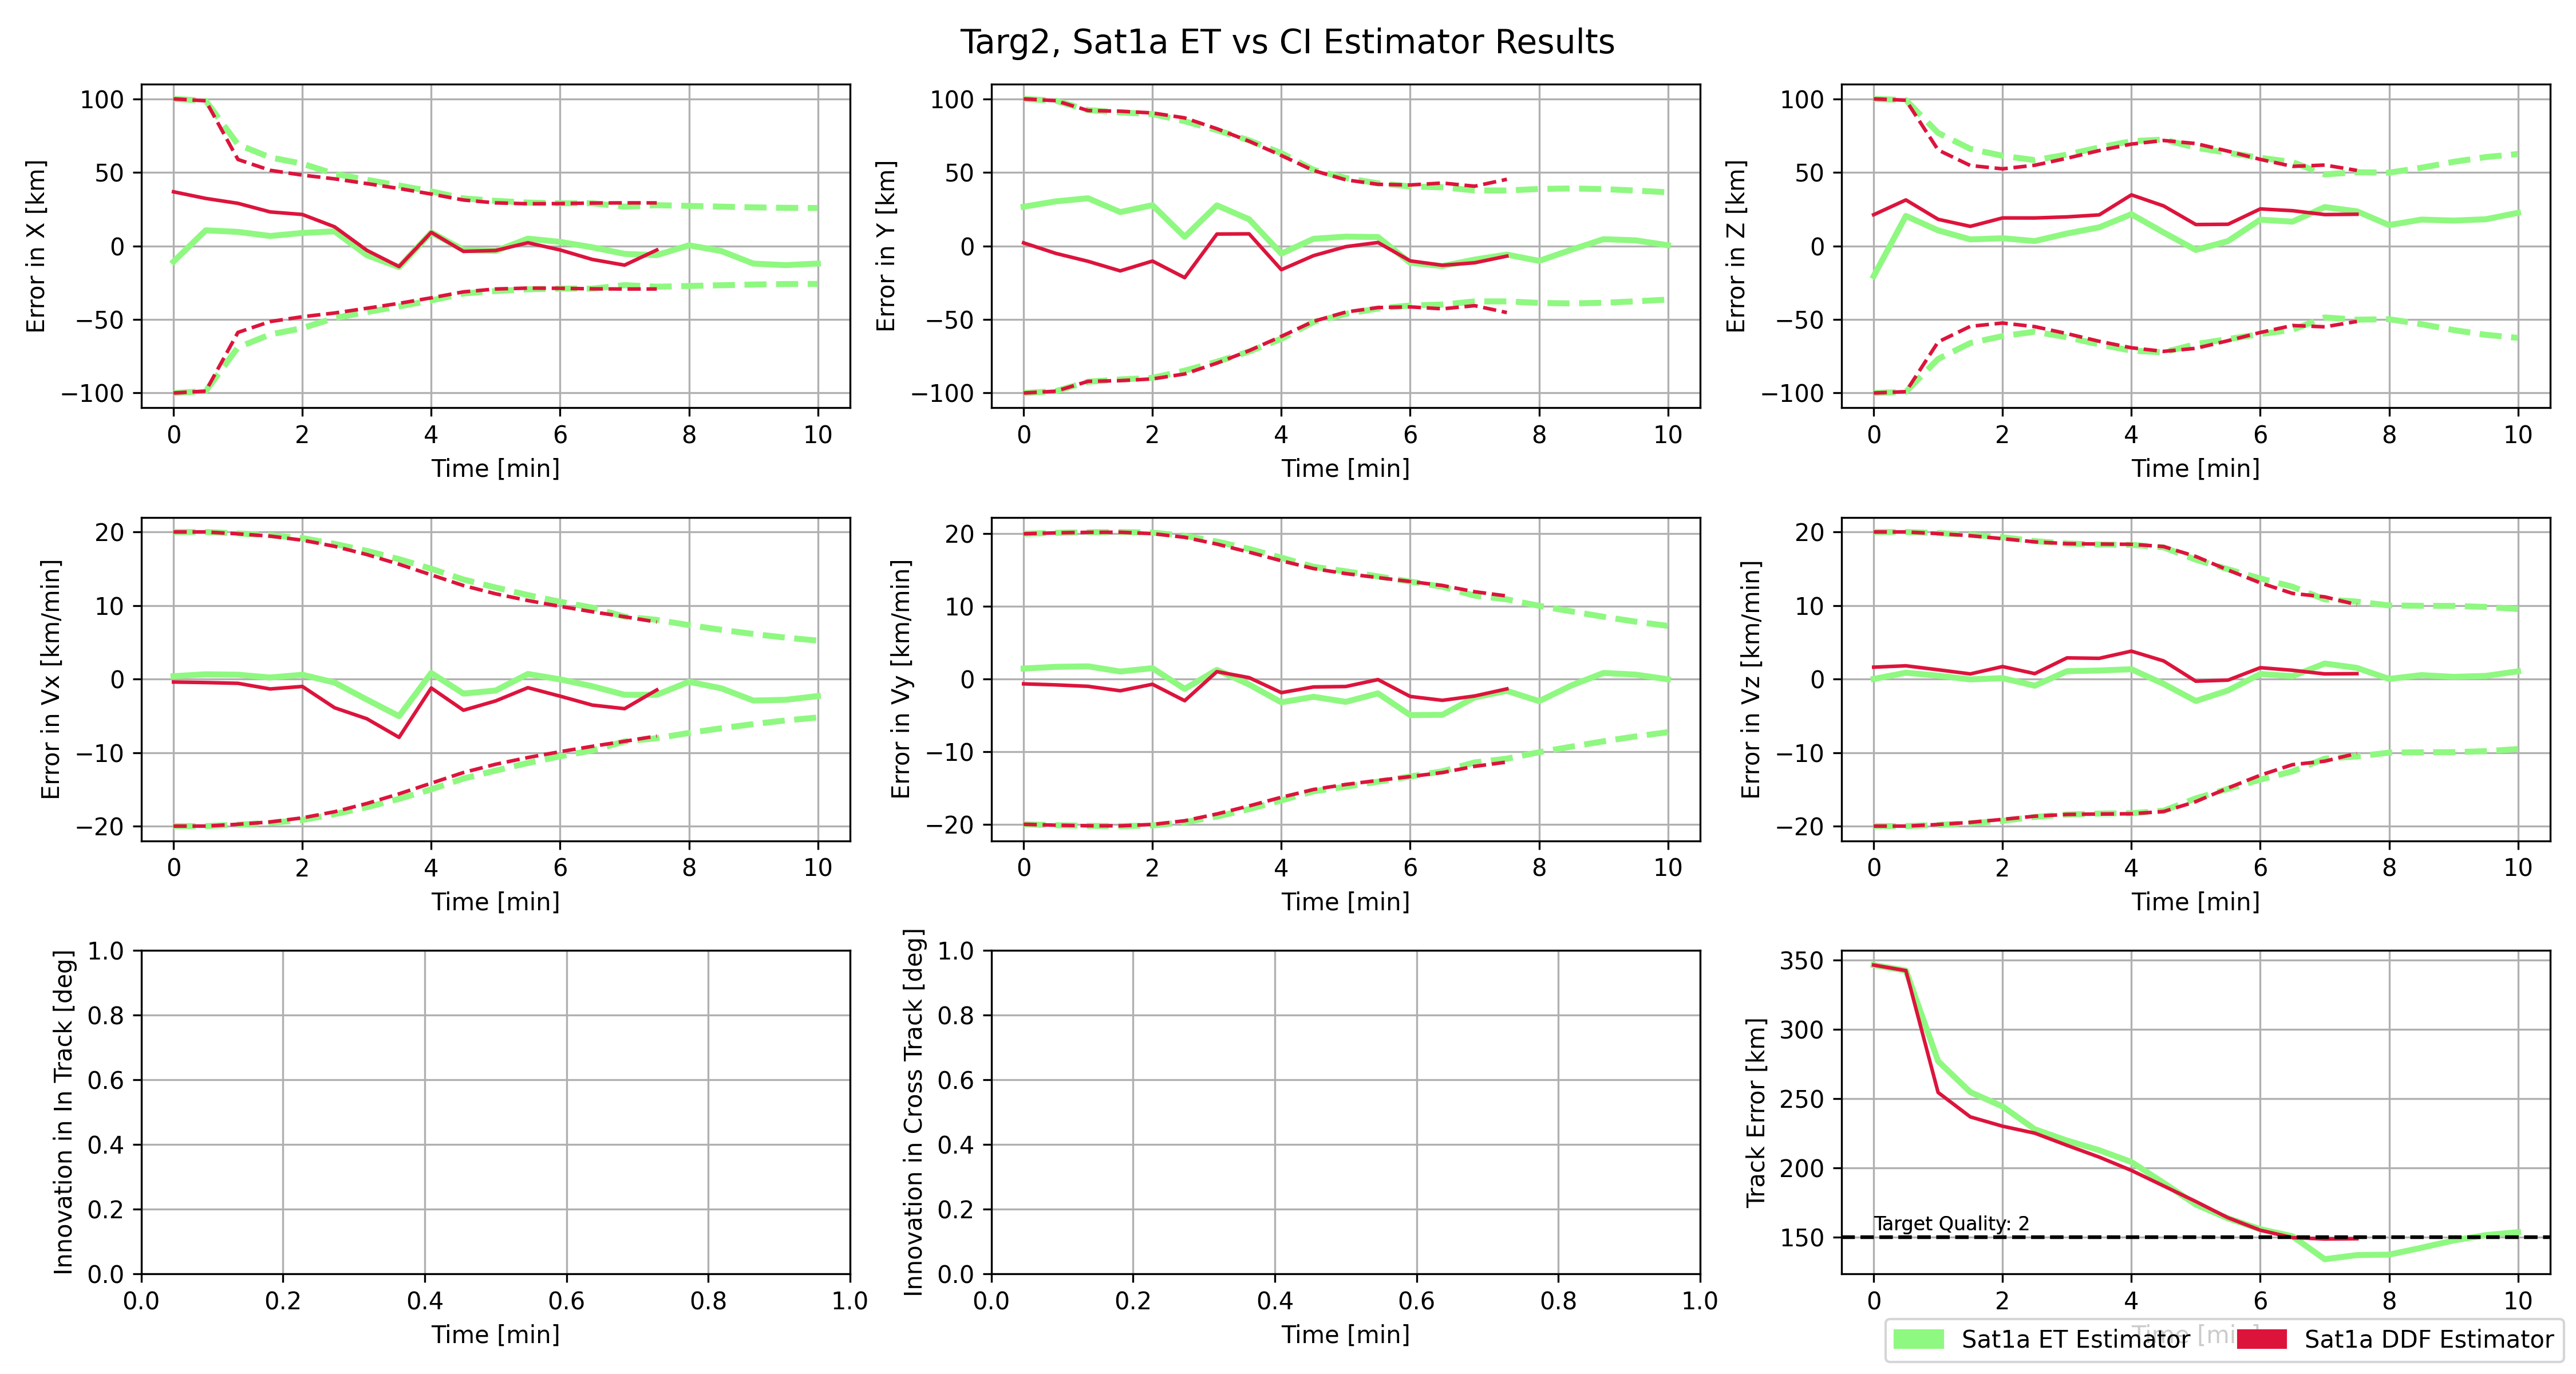 Targ2, Sat1a ET vs CI Estimator Results
Error in X [km]
100
50
0
−50
−100
0 2 4 6 8 10
Time [min]
Error in Y [km]
100
50
0
−50
−100
0 2 4 6 8 10
Time [min]
Error in Z [km]
100
50
0
−50
−100
0 2 4 6 8 10
Time [min]
Error in Vx [km/min]
20
10
0
−10
−20
0 2 4 6 8 10
Time [min]
Error in Vy [km/min]
20
10
0
−10
−20
0 2 4 6 8 10
Time [min]
Error in Vz [km/min]
20
10
0
−10
−20
0 2 4 6 8 10
Time [min]
Innovation in In Track [deg]
1.0
0.8
0.6
0.4
0.2
0.0
0.0 0.2 0.4 0.6 0.8 1.0
Time [min]
Innovation in Cross Track [deg]
1.0
0.8
0.6
0.4
0.2
0.0
0.0 0.2 0.4 0.6 0.8 1.0
Time [min]
Track Error [km]
350
300
250
200
150
Target Quality: 2
0 2 4 6 8 10
Time [min]
Sat1a ET Estimator
Sat1a DDF Estimator